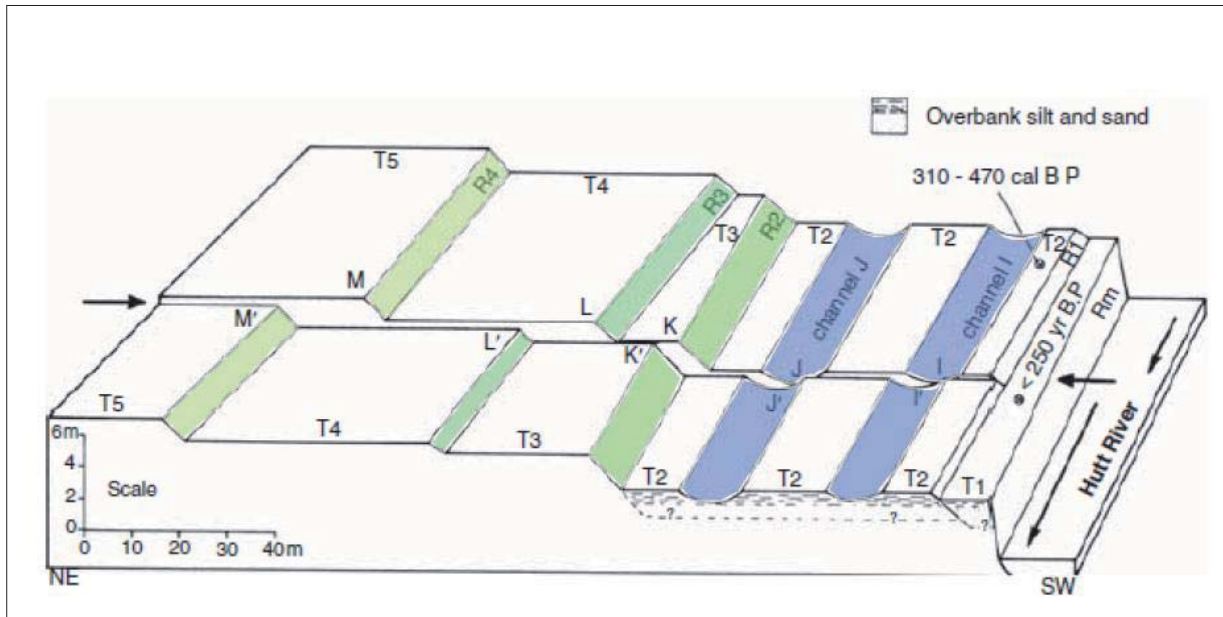 Overbank silt and sand
310 - 470 cal B P
T5
R4
T4
R3
T3
R2
T2
channel J
T2
channel I
T2
R1
< 250 yr B.P
Rm
Hutt River
M
L
K
J
I
M'
L'
K'
J'
I'
T5
T4
T3
T2
T2
T2
T1
6m
4
2
0
Scale
0 10 20 30 40m
? ? ?
NE
SW